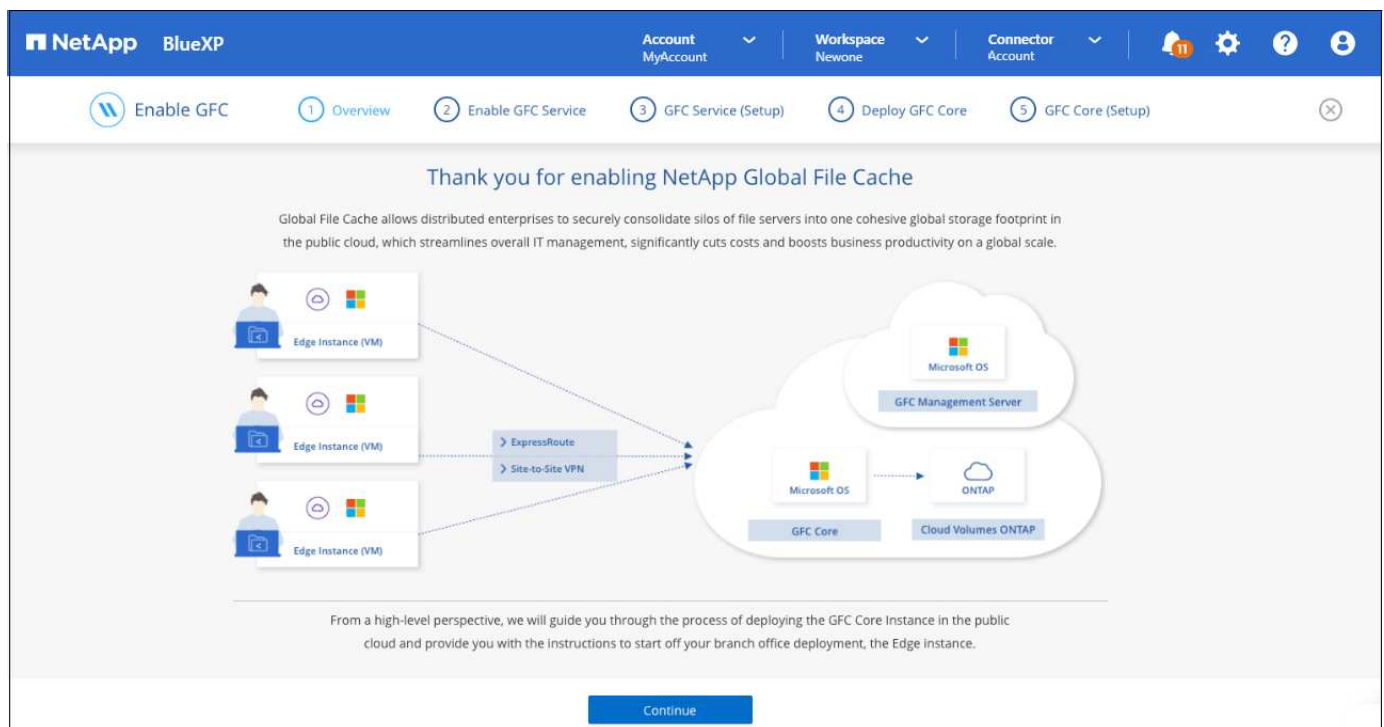 NetApp BlueXP
Account
MyAccount
Workspace
Newone
Connector
Account
11
Enable GFC
1 Overview
2 Enable GFC Service
3 GFC Service (Setup)
4 Deploy GFC Core
5 GFC Core (Setup)
Thank you for enabling NetApp Global File Cache
Global File Cache allows distributed enterprises to securely consolidate silos of file servers into one cohesive global storage footprint in
the public cloud, which streamlines overall IT management, significantly cuts costs and boosts business productivity on a global scale.
Edge Instance (VM)
Edge Instance (VM)
Edge Instance (VM)
ExpressRoute
Site-to-Site VPN
Microsoft OS
GFC Management Server
Microsoft OS
GFC Core
ONTAP
Cloud Volumes ONTAP
From a high-level perspective, we will guide you through the process of deploying the GFC Core Instance in the public
cloud and provide you with the instructions to start off your branch office deployment, the Edge instance.
Continue